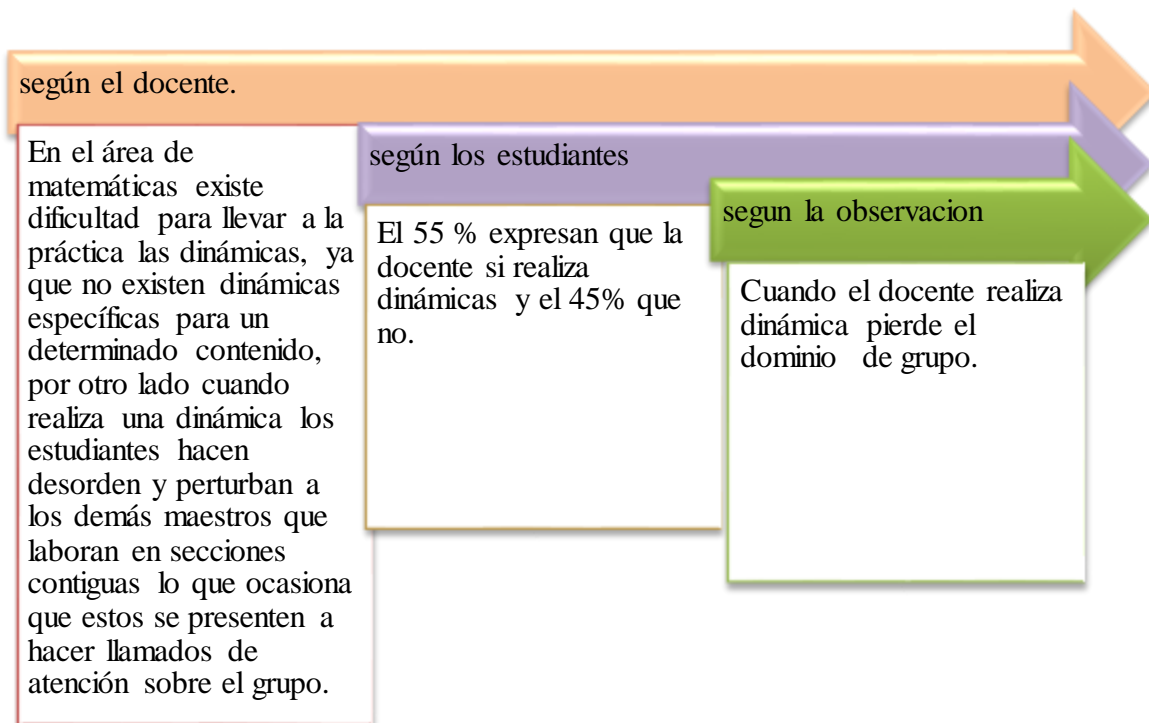 según el docente.
En el área de
matemáticas existe
dificultad para llevar a la
práctica las dinámicas, ya
que no existen dinámicas
específicas para un
determinado contenido,
por otro lado cuando
realiza una dinámica los
estudiantes hacen
desorden y perturban a
los demás maestros que
laboran en secciones
contiguas lo que ocasiona
que estos se presenten a
hacer llamados de
atención sobre el grupo.
según los estudiantes
El 55 % expresan que la
docente si realiza
dinámicas y el 45% que
no.
segun la observacion
Cuando el docente realiza
dinámica pierde el
dominio de grupo.